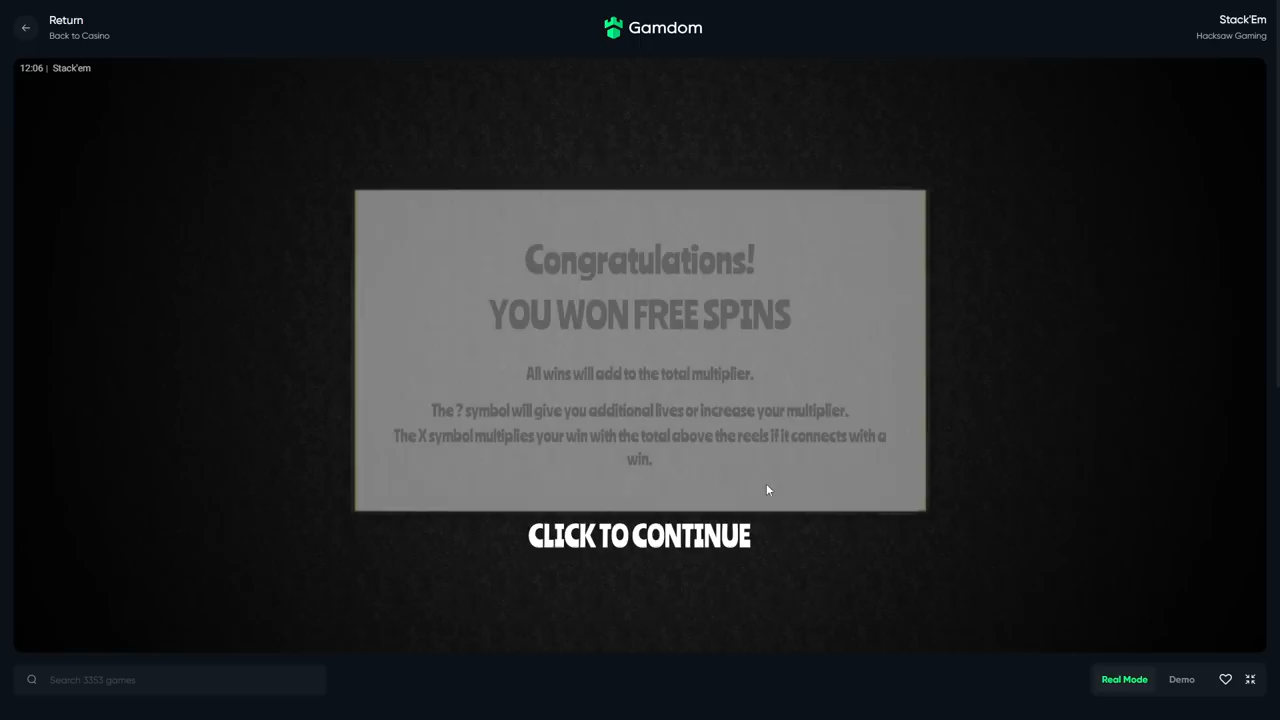 Return
Back to Casino
Gamdom
Stack'Em
Hacksaw Gaming
12:06 | Stack'em
Congratulations!
YOU WON FREE SPINS
All wins will add to the total multiplier.
The ? symbol will give you additional lives or increase your multiplier.
The X symbol multiplies your win with the total above the reels if it connects with a
win.
CLICK TO CONTINUE
Search 3353 games
Real Mode
Demo